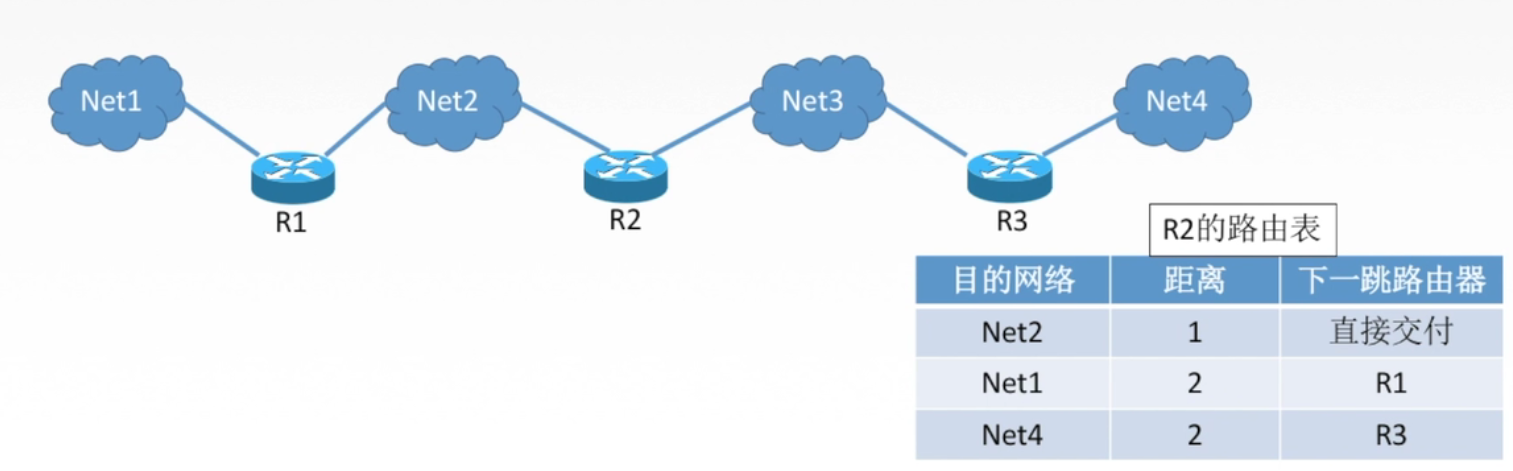 Net1 Net2 Net3 Net4
R1 R2 R3
R2的路由表
目的网络 距离 下一跳路由器
Net2 1 直接交付
Net1 2 R1
Net4 2 R3